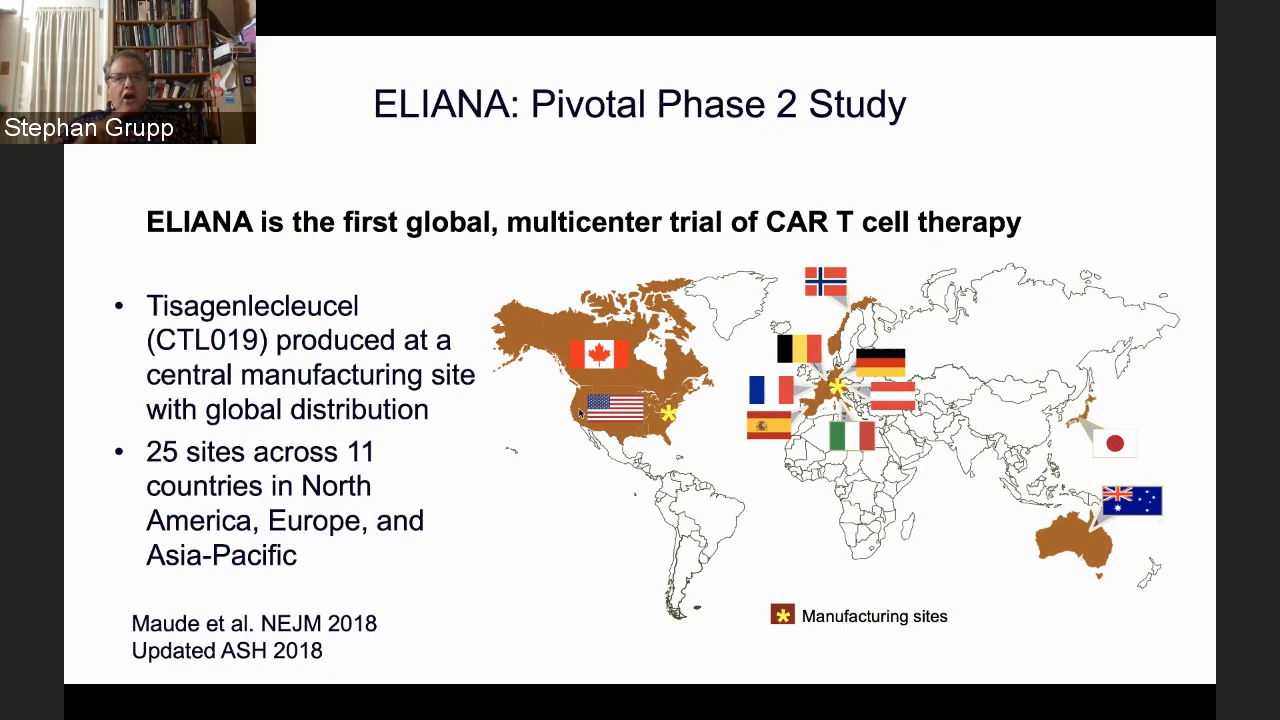 Stephan Grupp
ELIANA: Pivotal Phase 2 Study
ELIANA is the first global, multicenter trial of CAR T cell therapy
• Tisagenlecleucel
(CTL019) produced at a
central manufacturing site
with global distribution
• 25 sites across 11
countries in North
America, Europe, and
Asia-Pacific
Maude et al. NEJM 2018
Updated ASH 2018
* Manufacturing sites